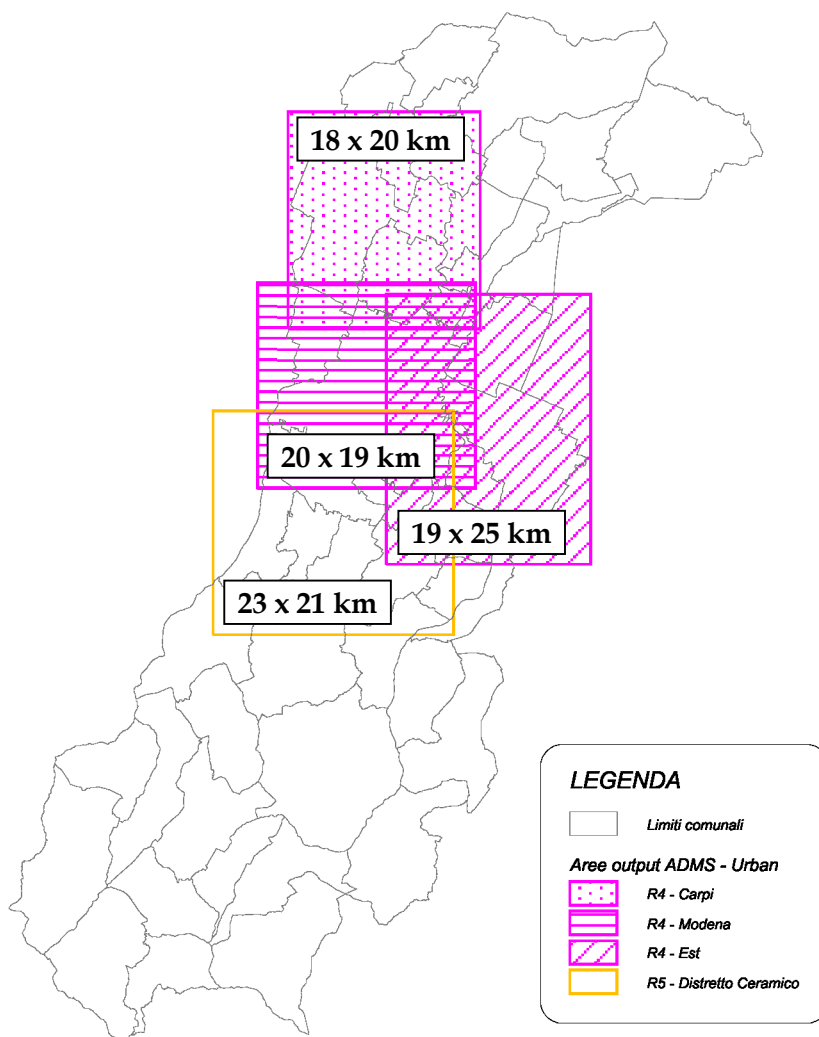 18 x 20 km
20 x 19 km
19 x 25 km
23 x 21 km
LEGENDA
Limiti comunali
Aree output ADMS - Urban
R4 - Carpi
R4 - Modena
R4 - Est
R5 - Distretto Ceramico